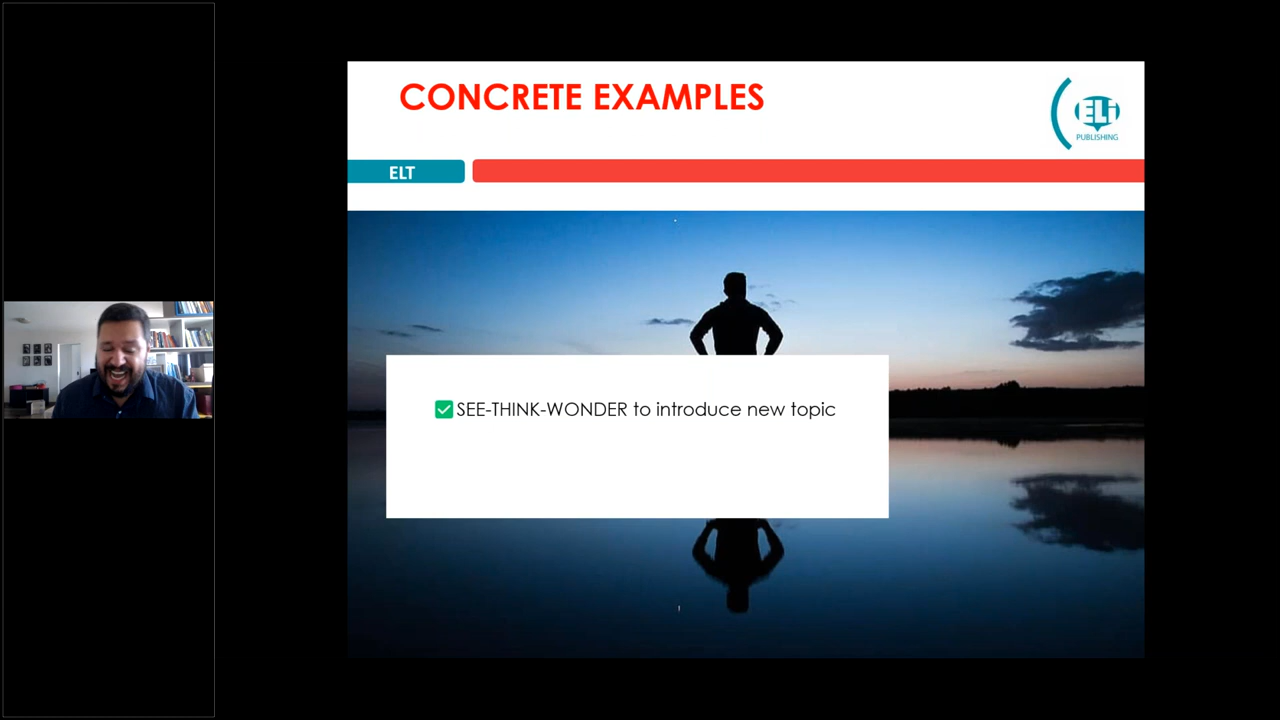 CONCRETE EXAMPLES
ELi
PUBLISHING
ELT
SEE-THINK-WONDER to introduce new topic